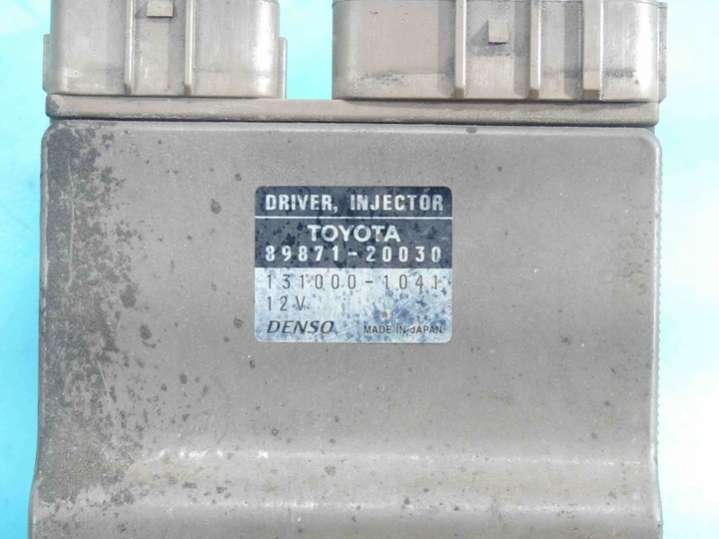 DRIVER, INJECTOR
TOYOTA
89871-20030
131000-1041
12V
DENSO MADE IN JAPAN